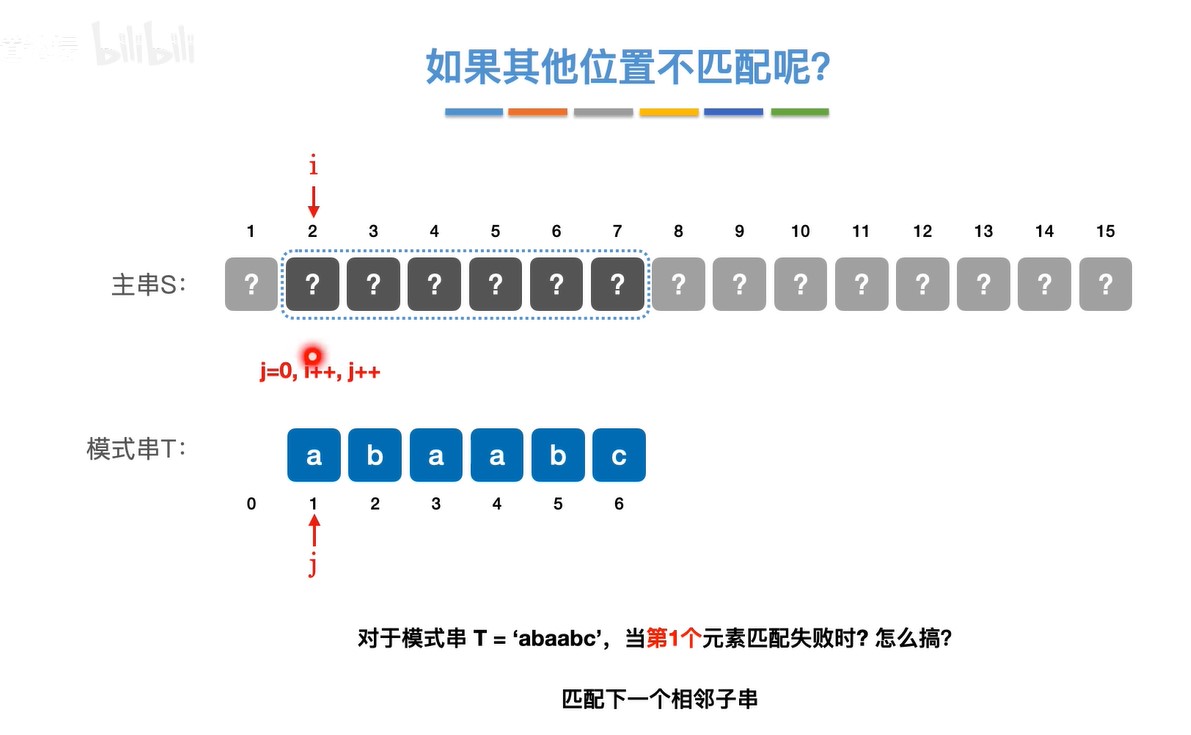 bilibili
如果其他位置不匹配呢?
i
1 2 3 4 5 6 7 8 9 10 11 12 13 14 15
主串S: ? ? ? ? ? ? ? ? ? ? ? ? ? ? ?
j=0, i++, j++
模式串T: a b a a b c
0 1 2 3 4 5 6
j
对于模式串 T = ‘abaabc’，当第1个元素匹配失败时? 怎么搞?
匹配下一个相邻子串